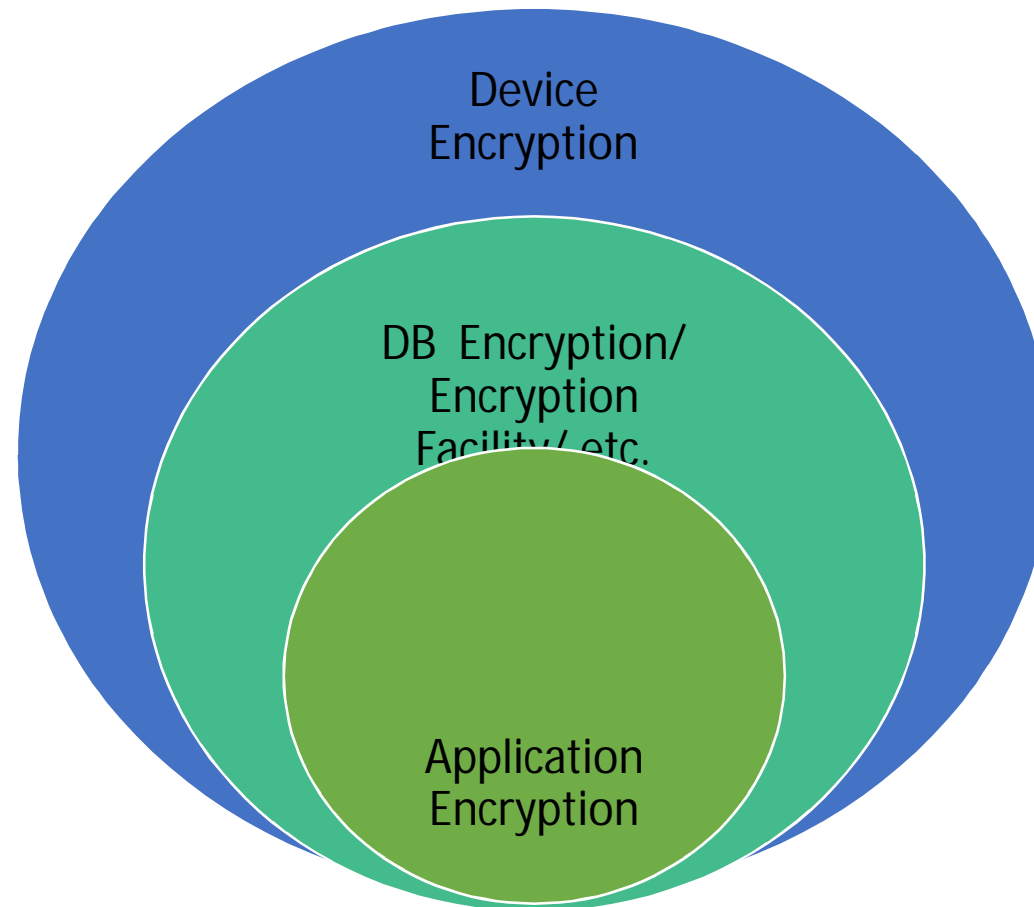 Device
Encryption
DB Encryption/
Encryption
Facility/ etc.
Application
Encryption